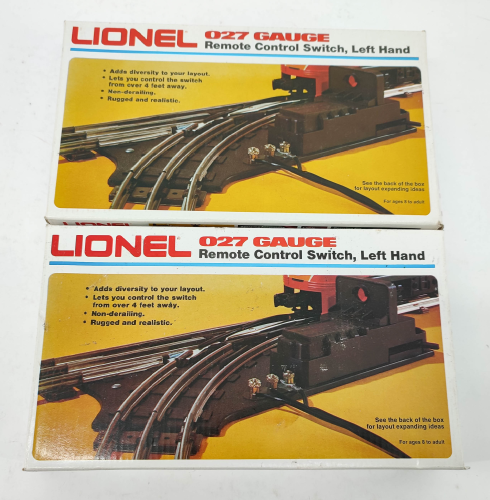 LIONEL 027 GAUGE
Remote Control Switch, Left Hand
• Adds diversity to your layout.
• Lets you control the switch
from over 4 feet away.
• Non-derailing.
• Rugged and realistic.
See the back of the box
for layout expanding ideas
For ages 8 to adult
LIONEL 027 GAUGE
Remote Control Switch, Left Hand
• Adds diversity to your layout.
• Lets you control the switch
from over 4 feet away.
• Non-derailing.
• Rugged and realistic.
See the back of the box
for layout expanding ideas
For ages 8 to adult